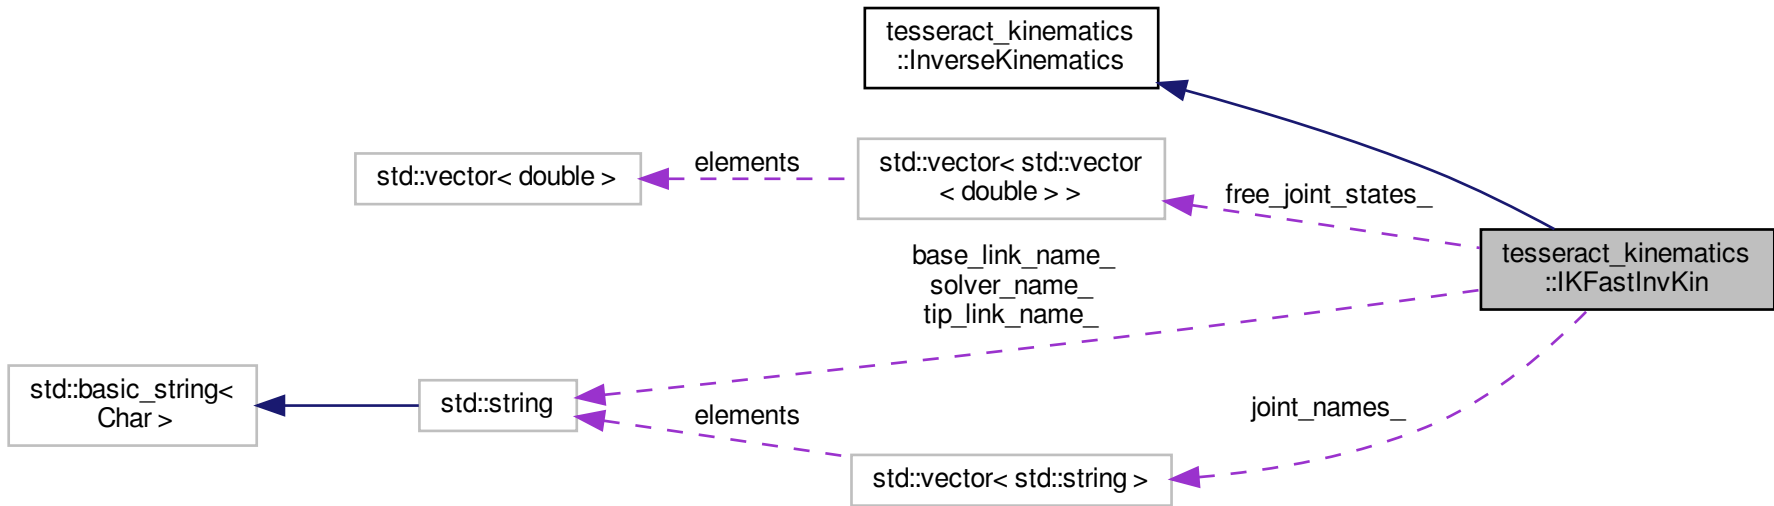 tesseract_kinematics
::InverseKinematics
std::vector< double >
elements
std::vector< std::vector
< double > >
free_joint_states_
tesseract_kinematics
::IKFastInvKin
base_link_name_
solver_name_
tip_link_name_
std::basic_string<
Char >
std::string
elements
joint_names_
std::vector< std::string >